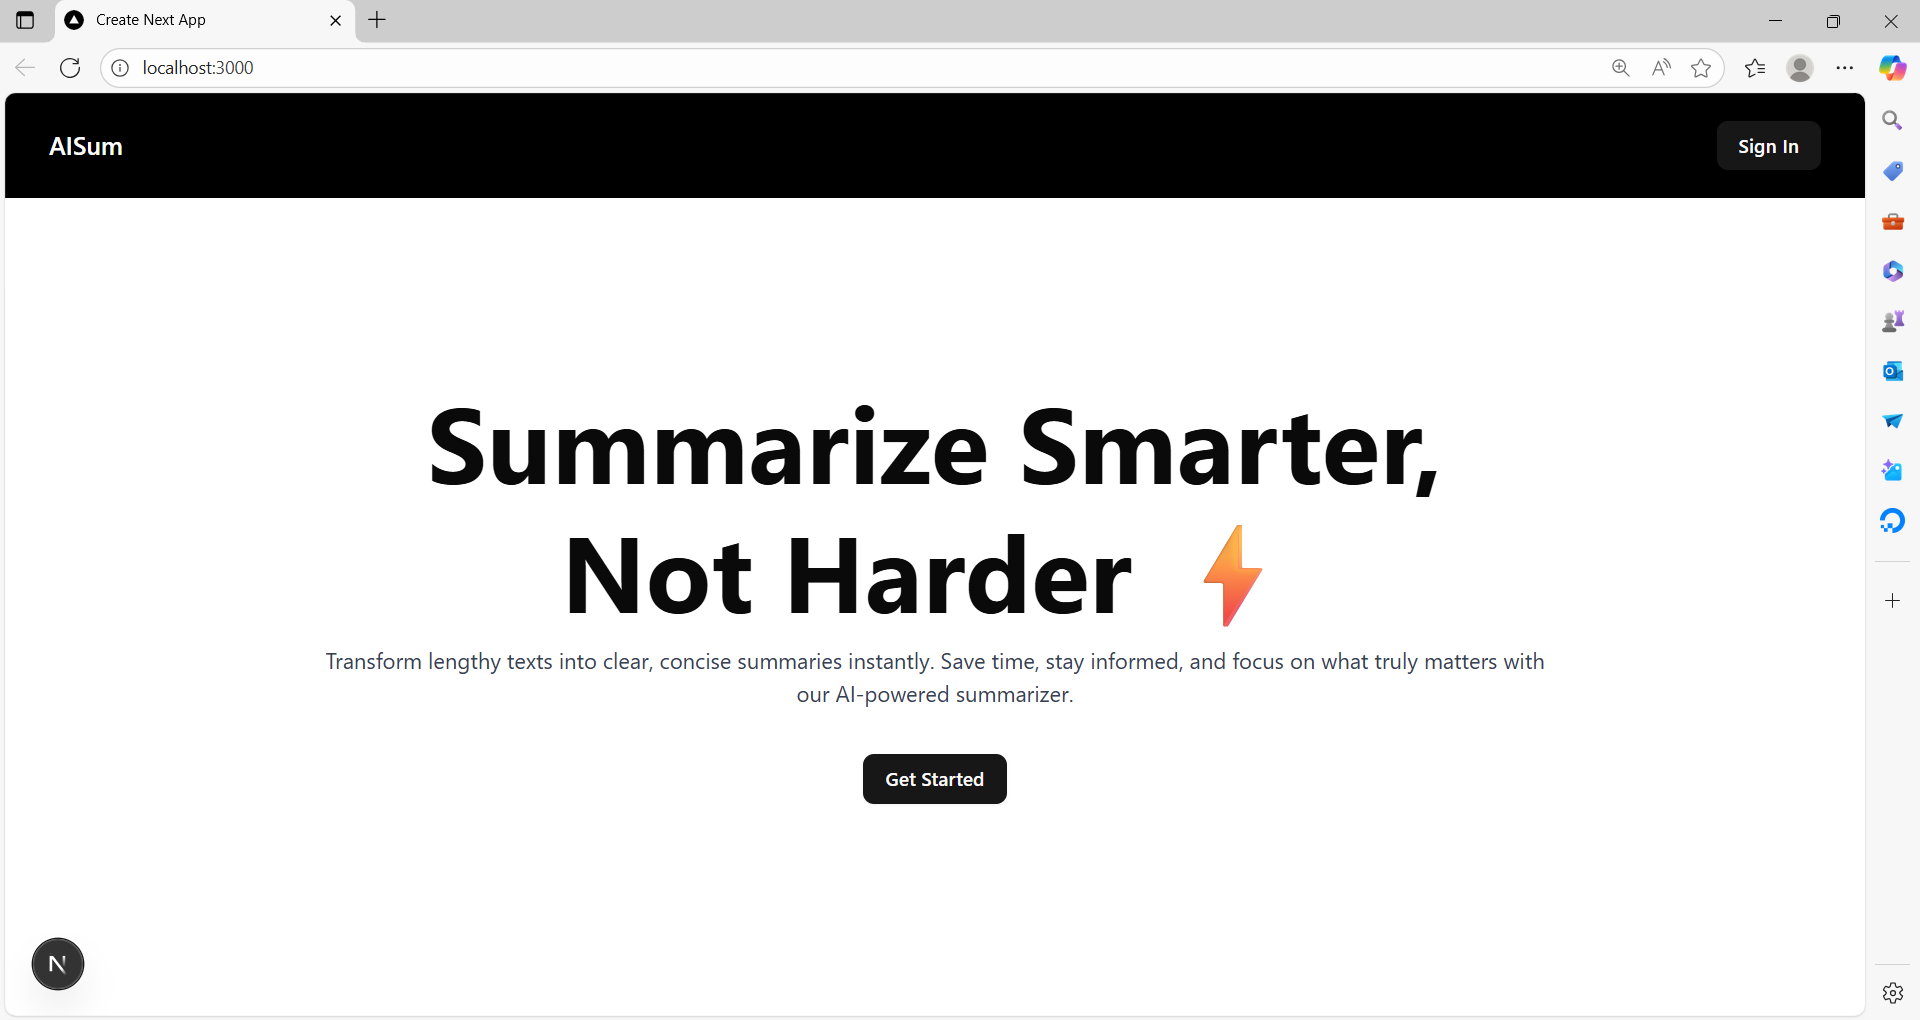 Create Next App
localhost:3000
AISum
Sign In
Summarize Smarter,
Not Harder ⚡
Transform lengthy texts into clear, concise summaries instantly. Save time, stay informed, and focus on what truly matters with
our AI-powered summarizer.
Get Started
N